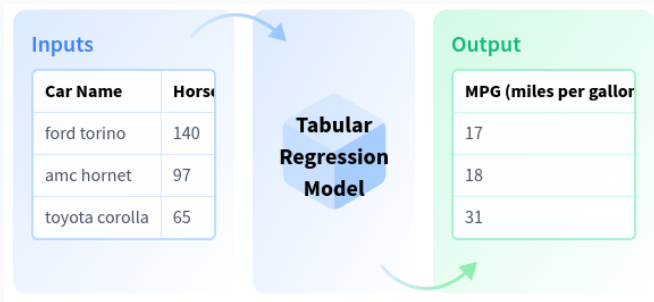 Inputs
Car Name Horse
ford torino 140
amc hornet 97
toyota corolla 65
Tabular
Regression
Model
Output
MPG (miles per gallon
17
18
31